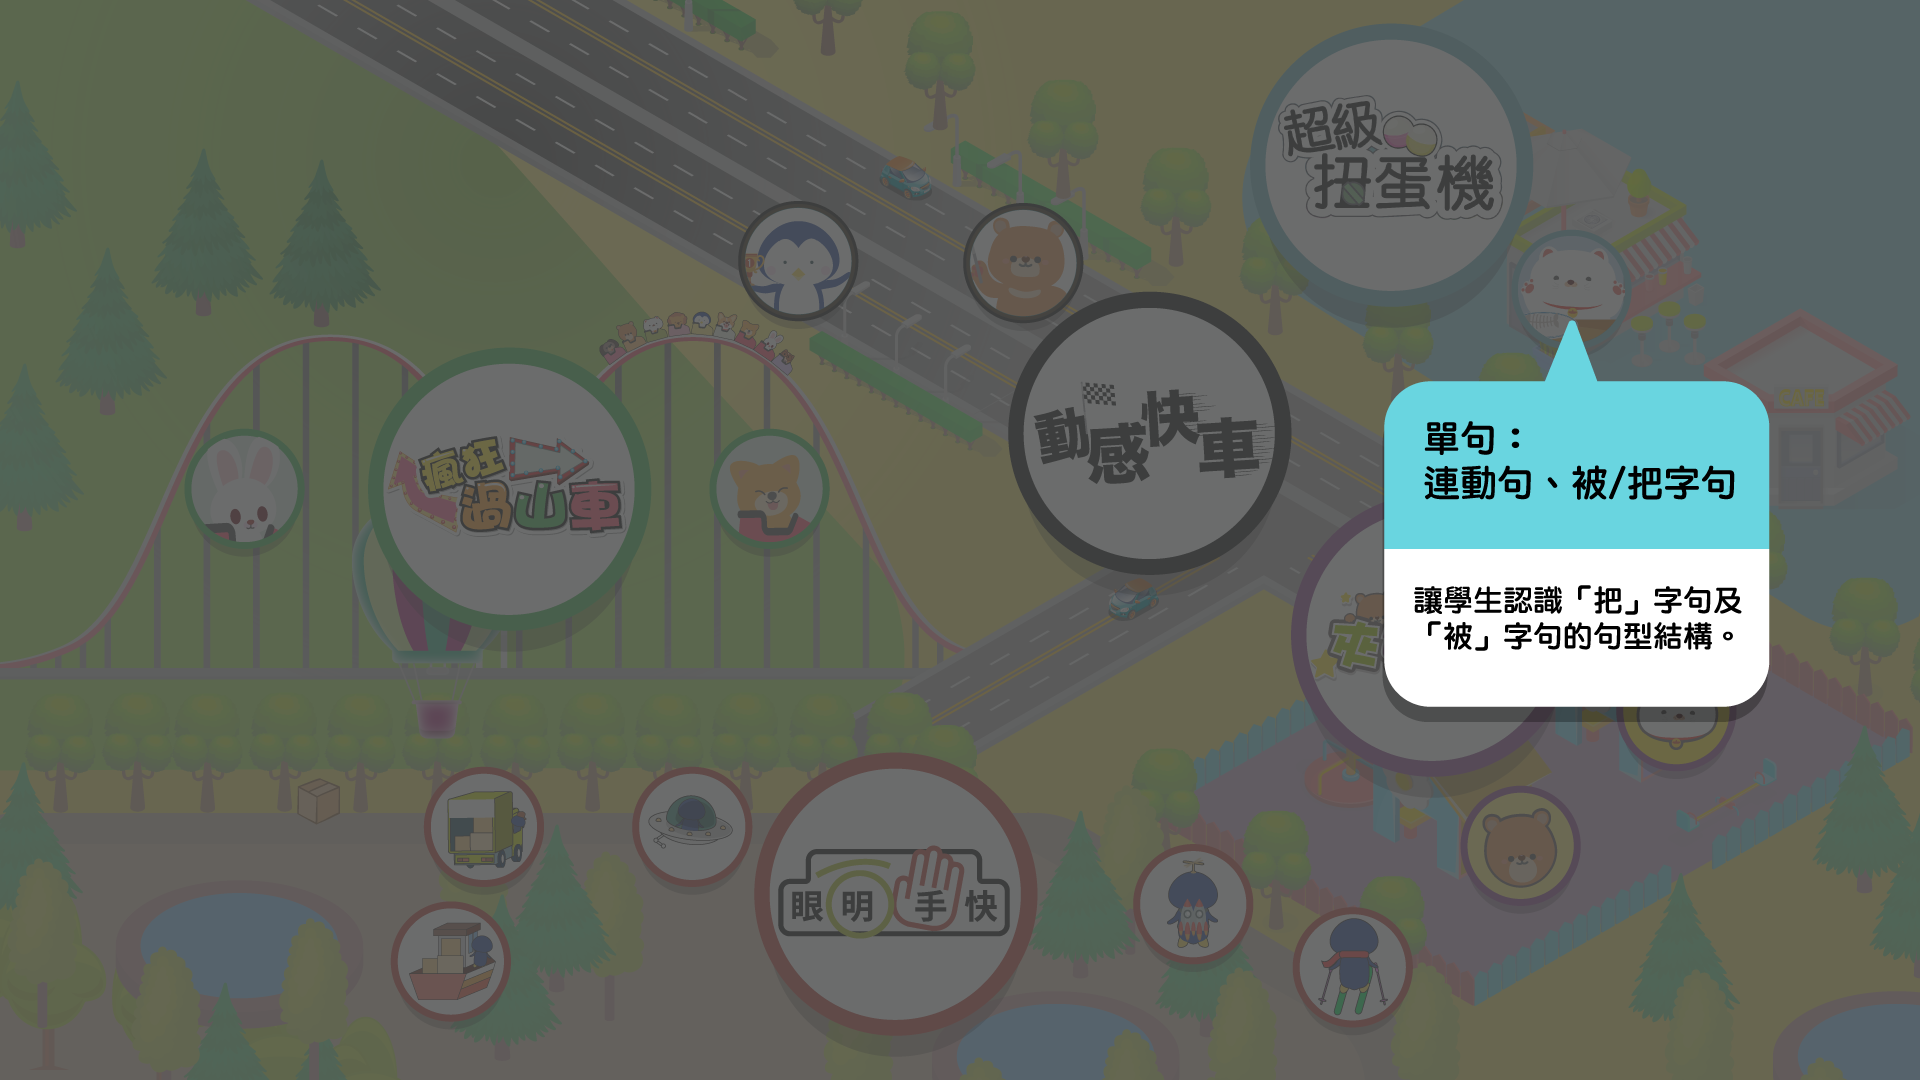 超級
扭蛋機
動感快車
瘋狂
過山車
單句：
連動句、被/把字句
讓學生認識「把」字句及
「被」字句的句型結構。
眼明手快
CAFE